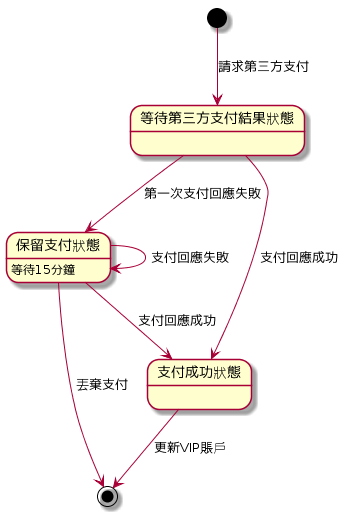 請求第三方支付
等待第三方支付結果狀態
第一次支付回應失敗
保留支付狀態
等待15分鐘
支付回應失敗
支付回應成功
支付回應成功
支付成功狀態
丟棄支付
更新VIP賬戶